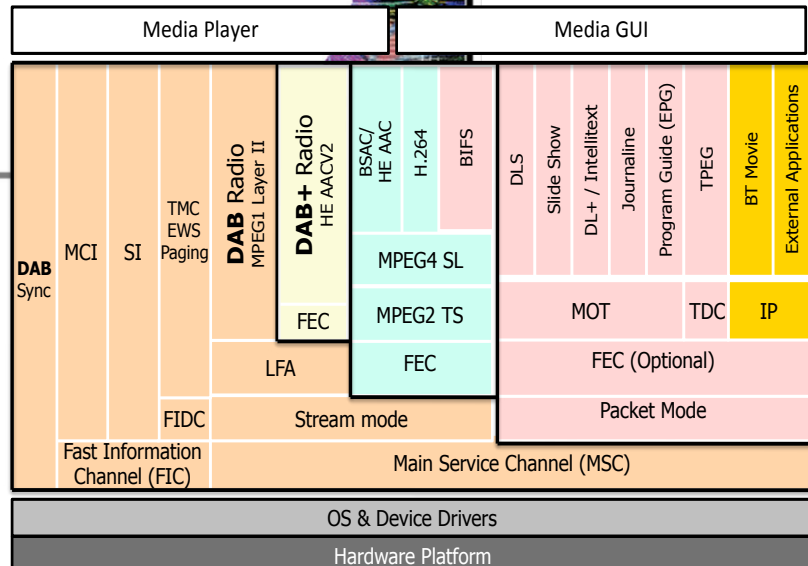 Media Player
Media GUI
DAB
Sync
MCI
SI
TMC
EWS
Paging
DAB Radio
MPEG1 Layer II
DAB+ Radio
HE AACV2
BSAC/
HE AAC
H.264
BIFS
DLS
Slide Show
DL+ / Intellitext
Journaline
Program Guide (EPG)
TPEG
BT Movie
External Applications
MPEG4 SL
FEC
MPEG2 TS
MOT
TDC
IP
LFA
FEC
FEC (Optional)
FIDC
Stream mode
Packet Mode
Fast Information
Channel (FIC)
Main Service Channel (MSC)
OS & Device Drivers
Hardware Platform